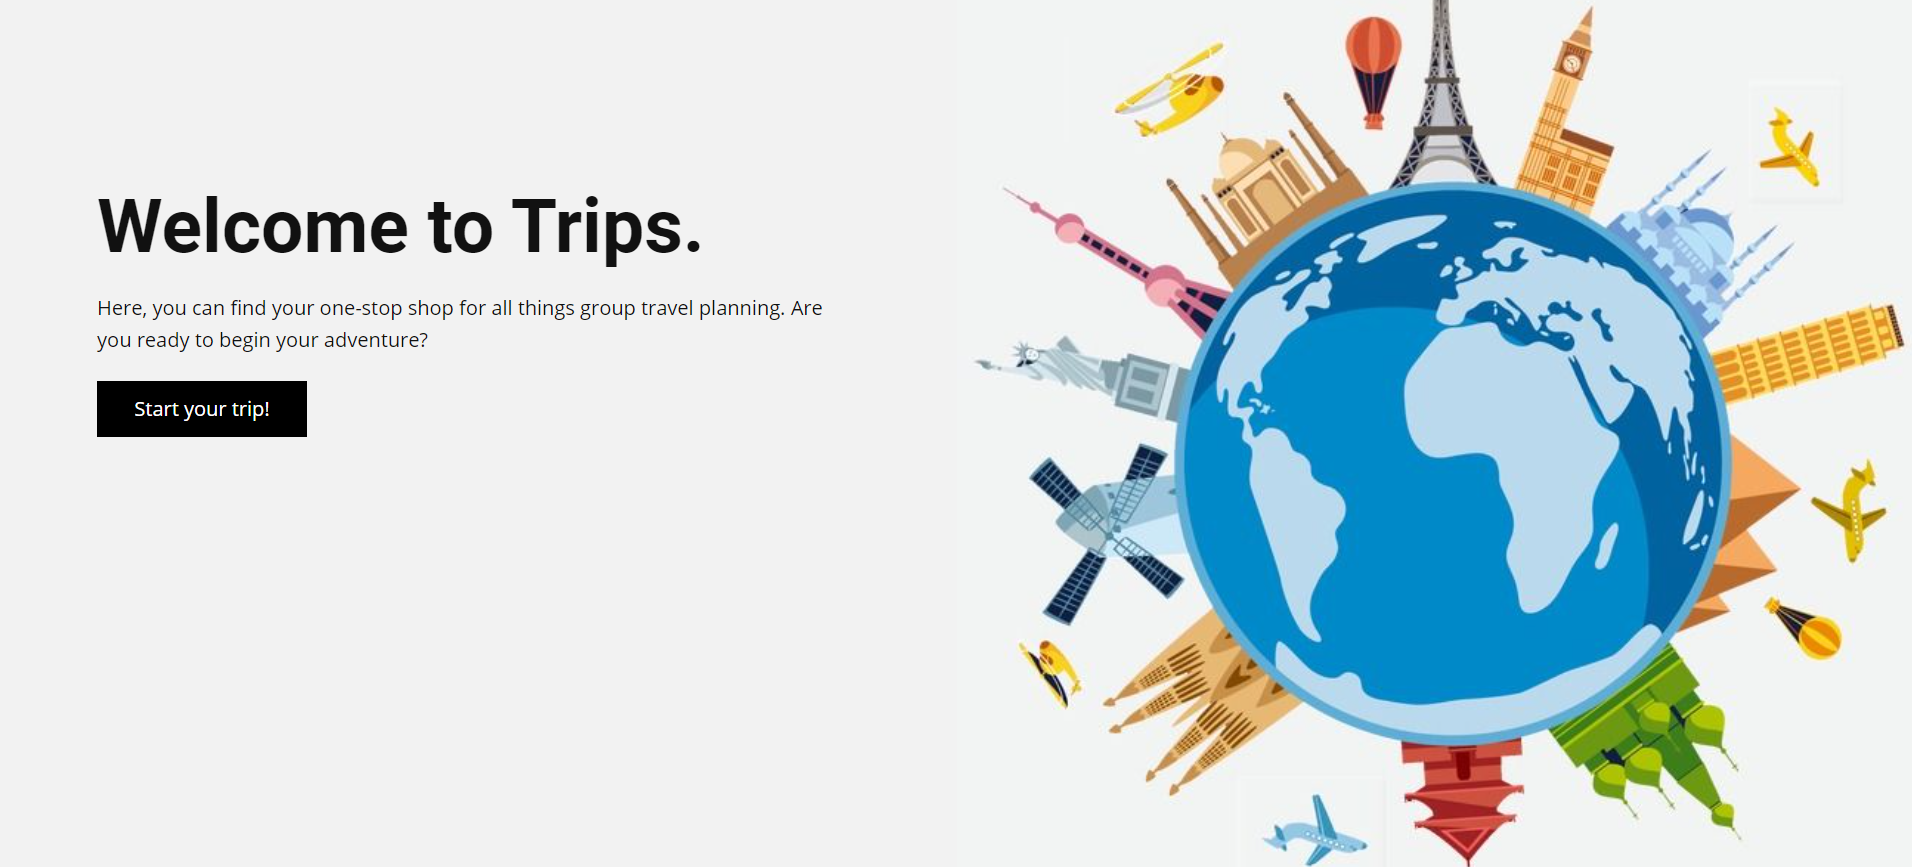 Welcome to Trips.
Here, you can find your one-stop shop for all things group travel planning. Are
you ready to begin your adventure?
Start your trip!